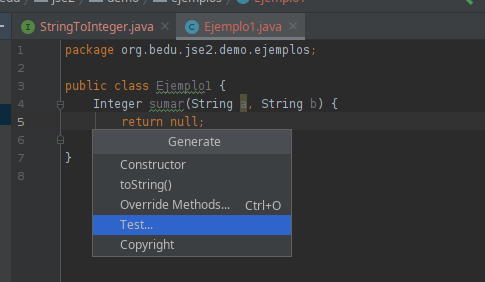 edu jse2 demo ejemplos Ejemplo1
StringToInteger.java × Ejemplo1.java ×
1 package org.bedu.jse2.demo.ejemplos;
2
3 public class Ejemplo1 {
4 Integer sumar(String a, String b) {
5 return null;
6
7 }
8
Generate
Constructor
toString()
Override Methods... Ctrl+O
Test...
Copyright